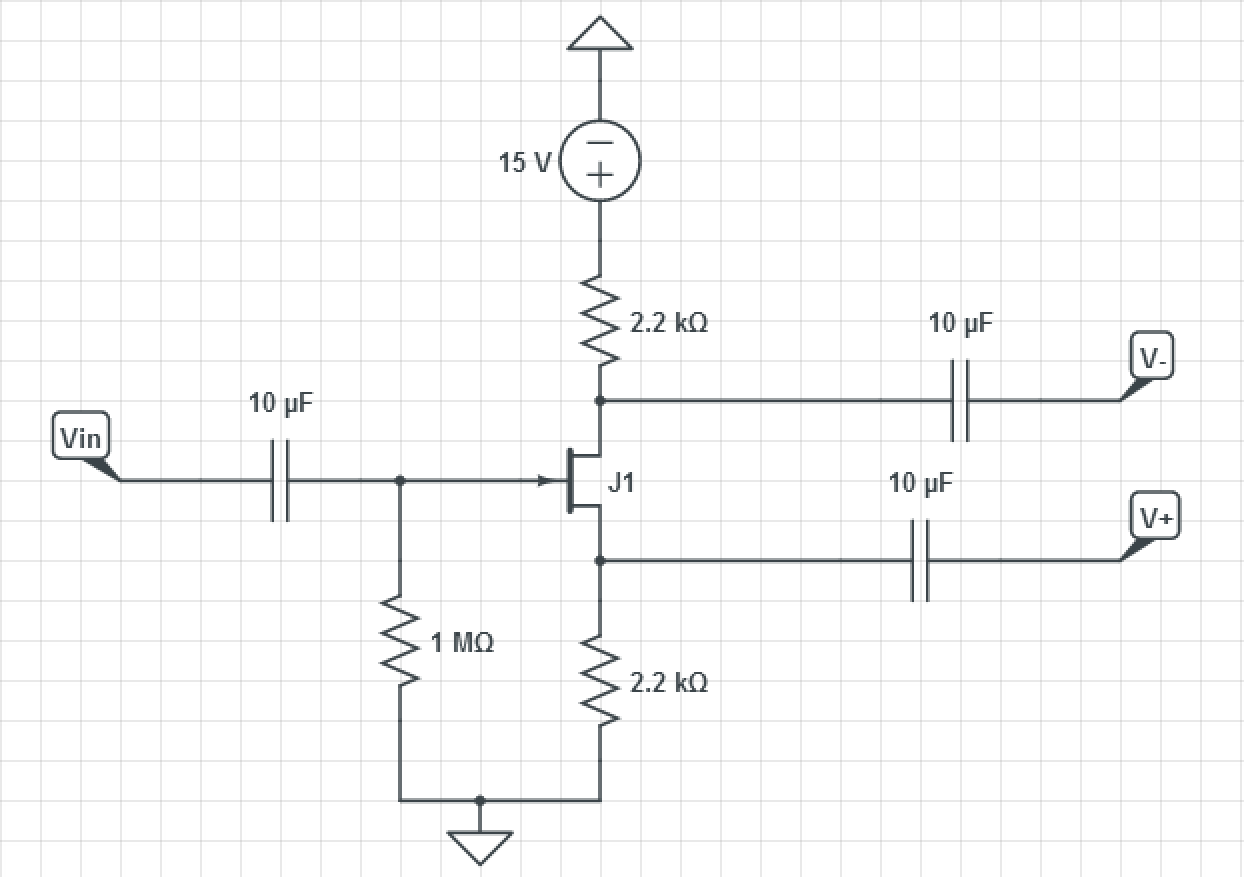 15 V
−
+
2.2 kΩ
10 µF
V-
10 µF
Vin
J1
10 µF
V+
1 MΩ
2.2 kΩ